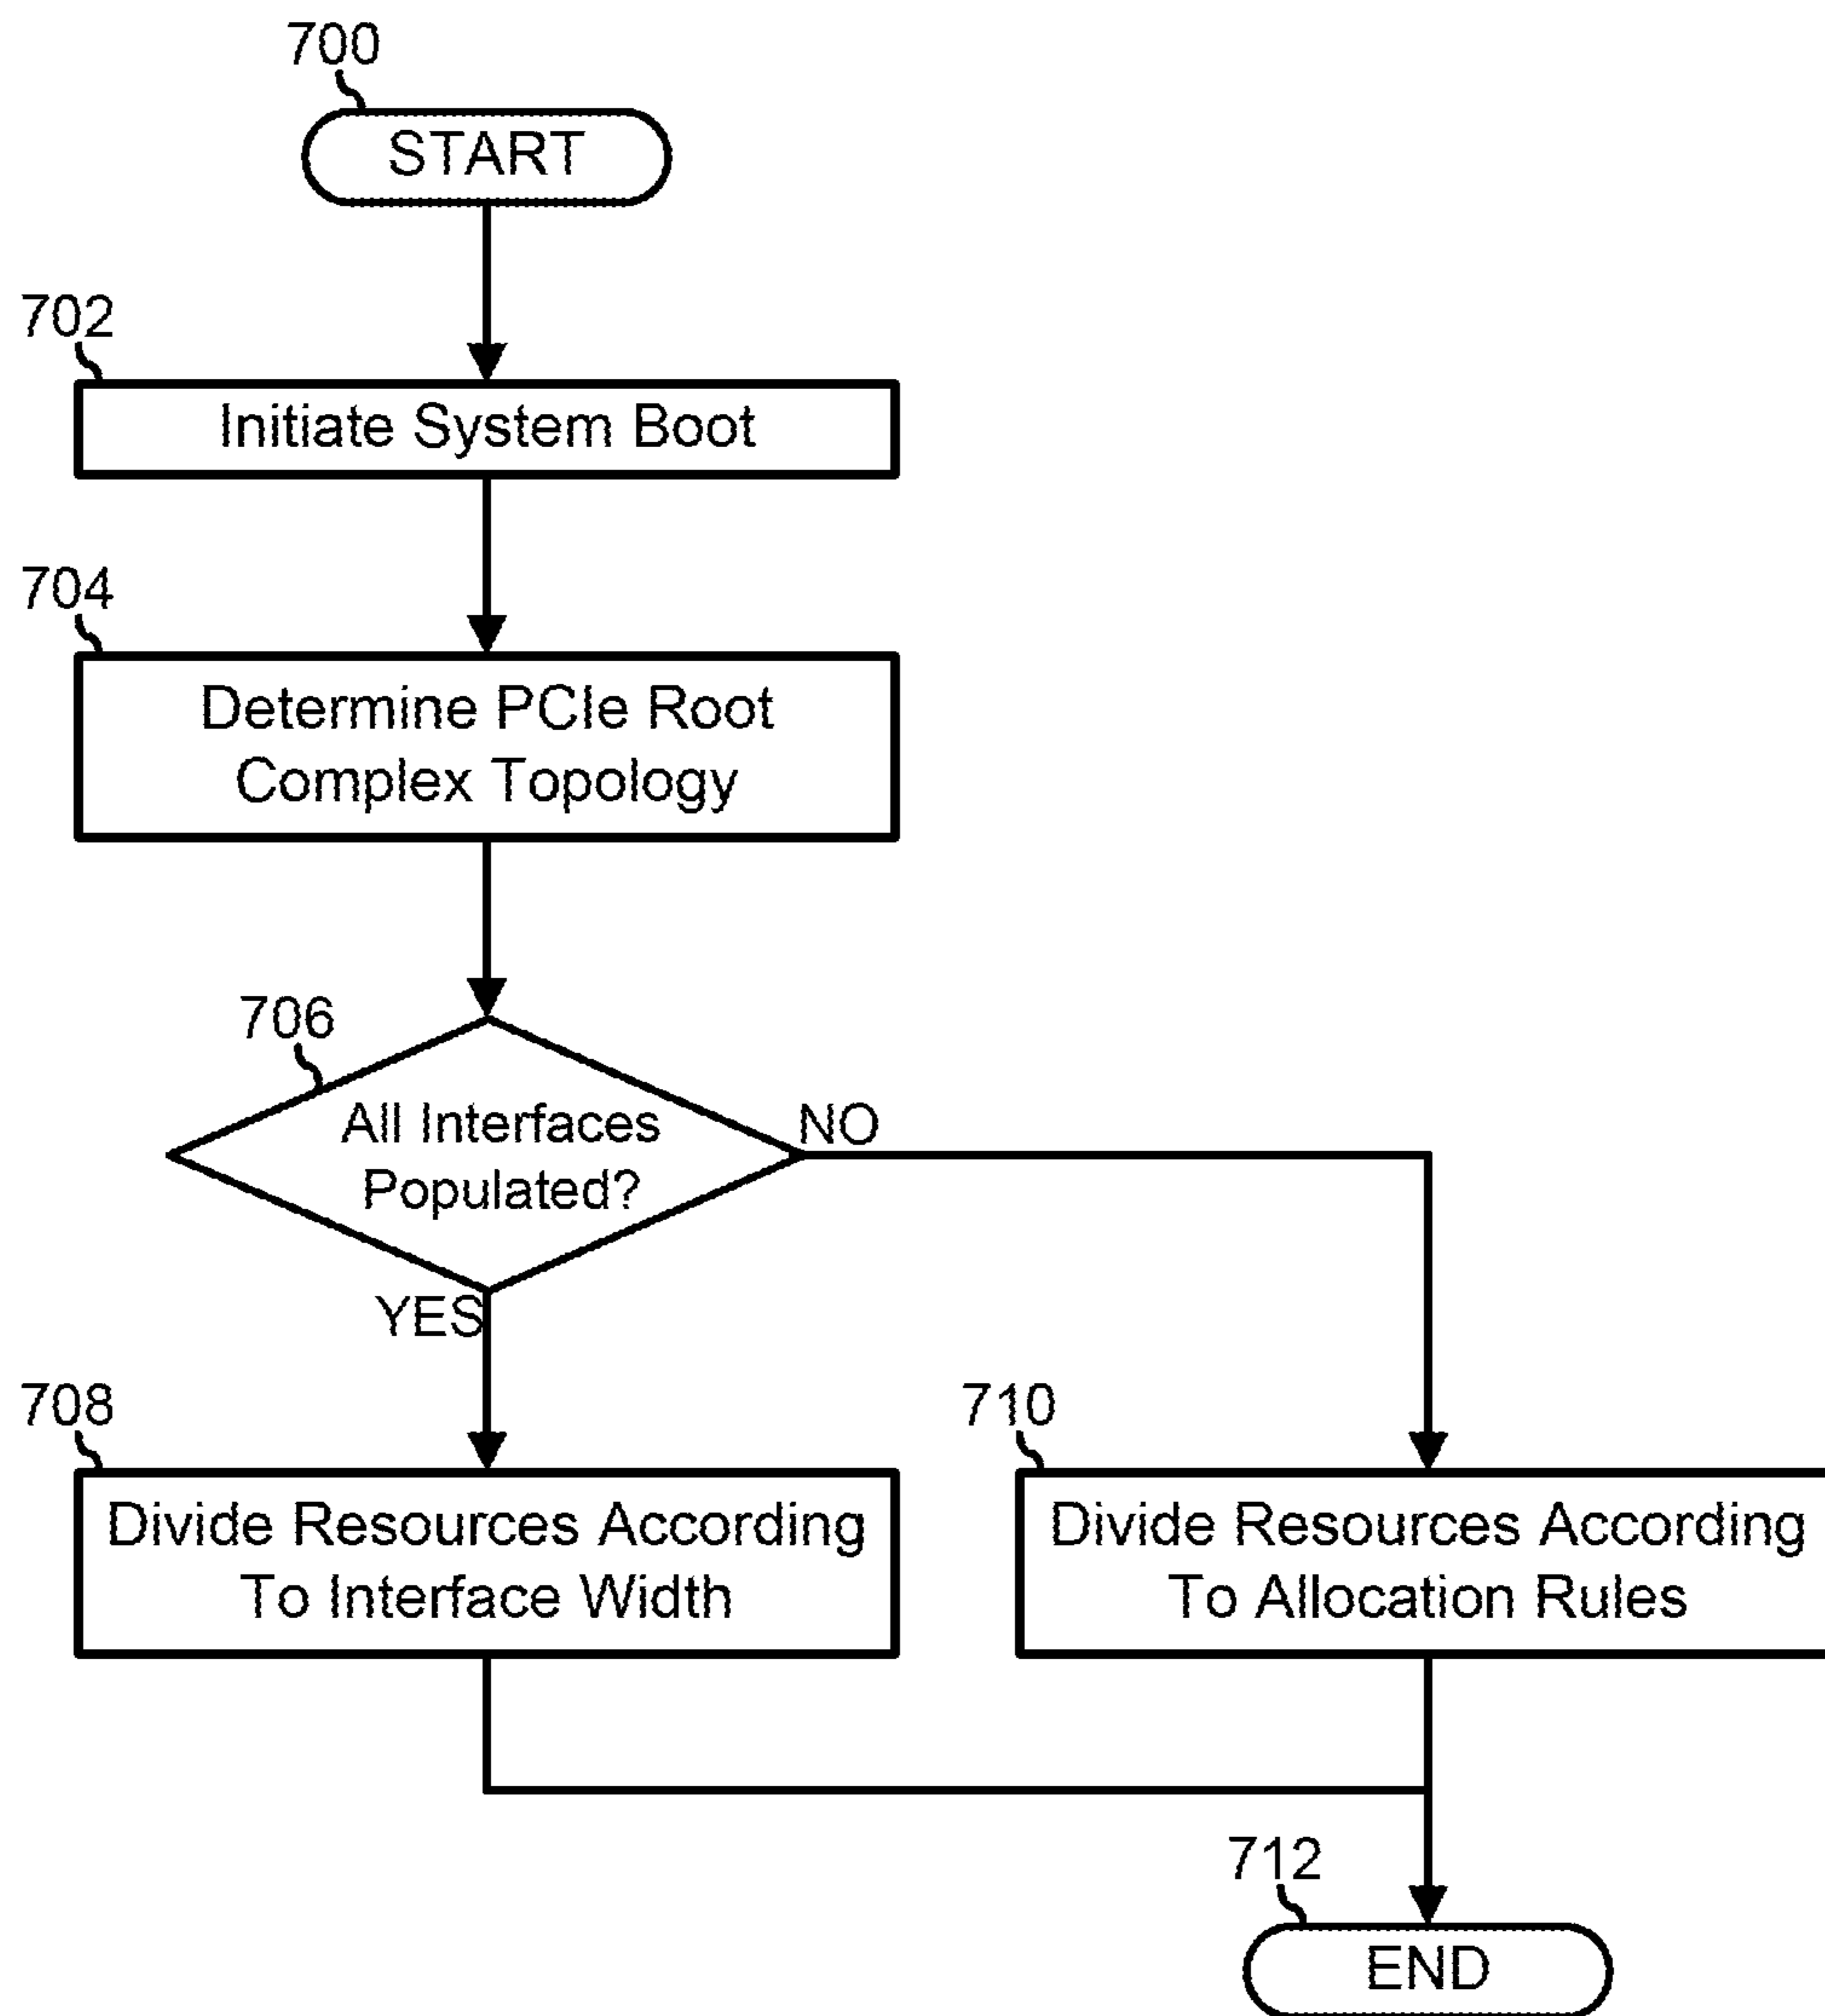 700
START
702
Initiate System Boot
704
Determine PCIe Root
Complex Topology
706
All Interfaces
Populated?
NO
YES
708
Divide Resources According
To Interface Width
710
Divide Resources According
To Allocation Rules
712
END